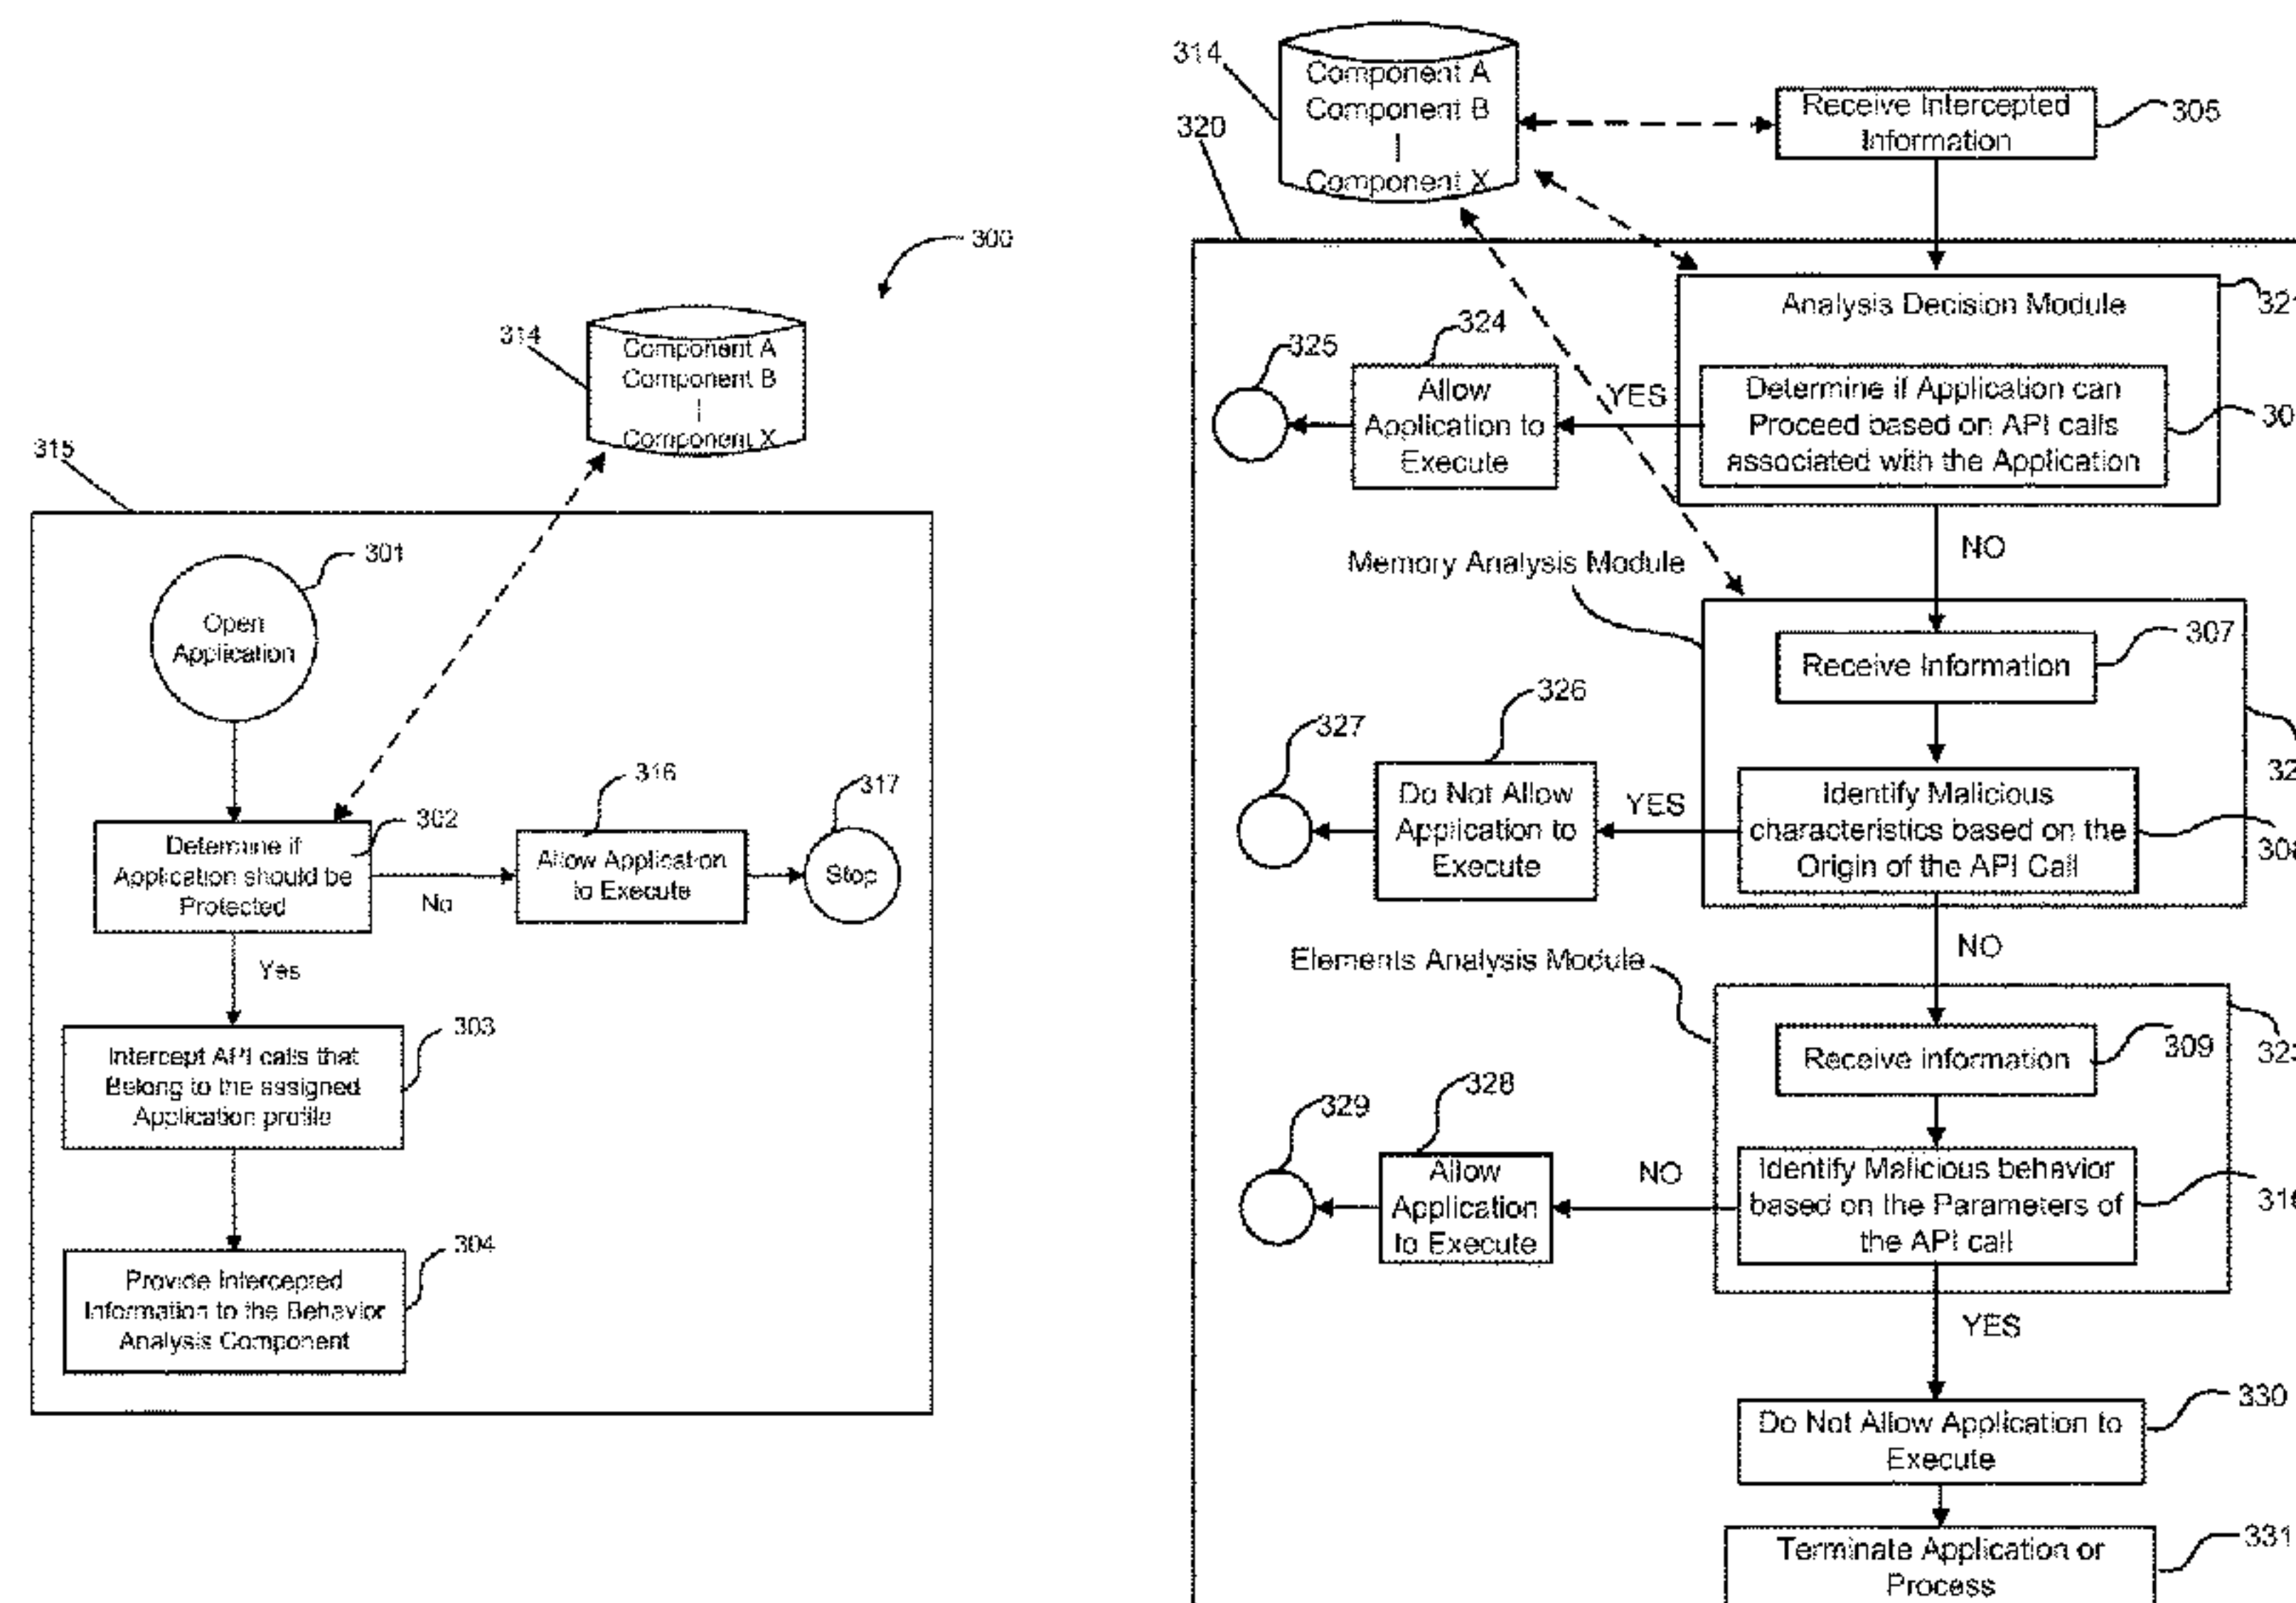 300
314
Component A
Component B
Component X
315
301
Open
Application
302
Determine if
Application should be
Protected
No
316
Allow Application
to Execute
317
Stop
Yes
303
Intercept API calls that
Belong to the assigned
Application profile
304
Provide Intercepted
Information to the Behavior
Analysis Component
314
Component A
Component B
Component X
320
Receive Intercepted
Information
305
Analysis Decision Module
Determine if Application can
Proceed based on API calls
associated with the Application
YES
324
Allow
Application to
Execute
325
NO
Memory Analysis Module
Receive Information
307
Identify Malicious
characteristics based on the
Origin of the API Call
YES
326
Do Not Allow
Application to
Execute
327
NO
Elements Analysis Module
Receive information
309
Identify Malicious behavior
based on the Parameters of
the API call
NO
328
Allow
Application
to Execute
329
YES
Do Not Allow Application to
Execute
330
Terminate Application or
Process
331